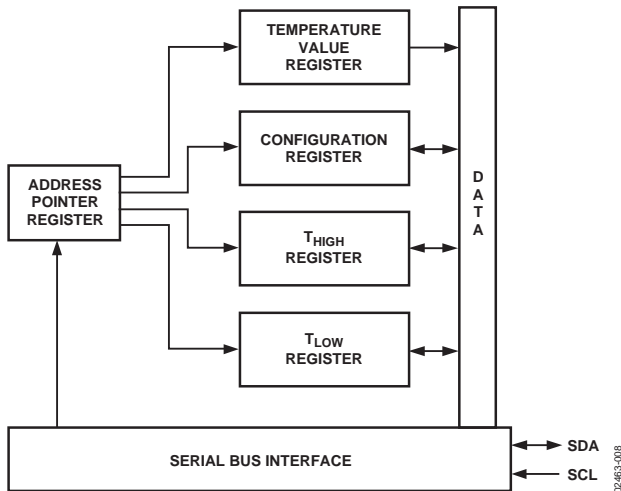 TEMPERATURE
VALUE
REGISTER
CONFIGURATION
REGISTER
ADDRESS
POINTER
REGISTER
THIGH
REGISTER
TLOW
REGISTER
DATA
SERIAL BUS INTERFACE
SDA
SCL
02463-008